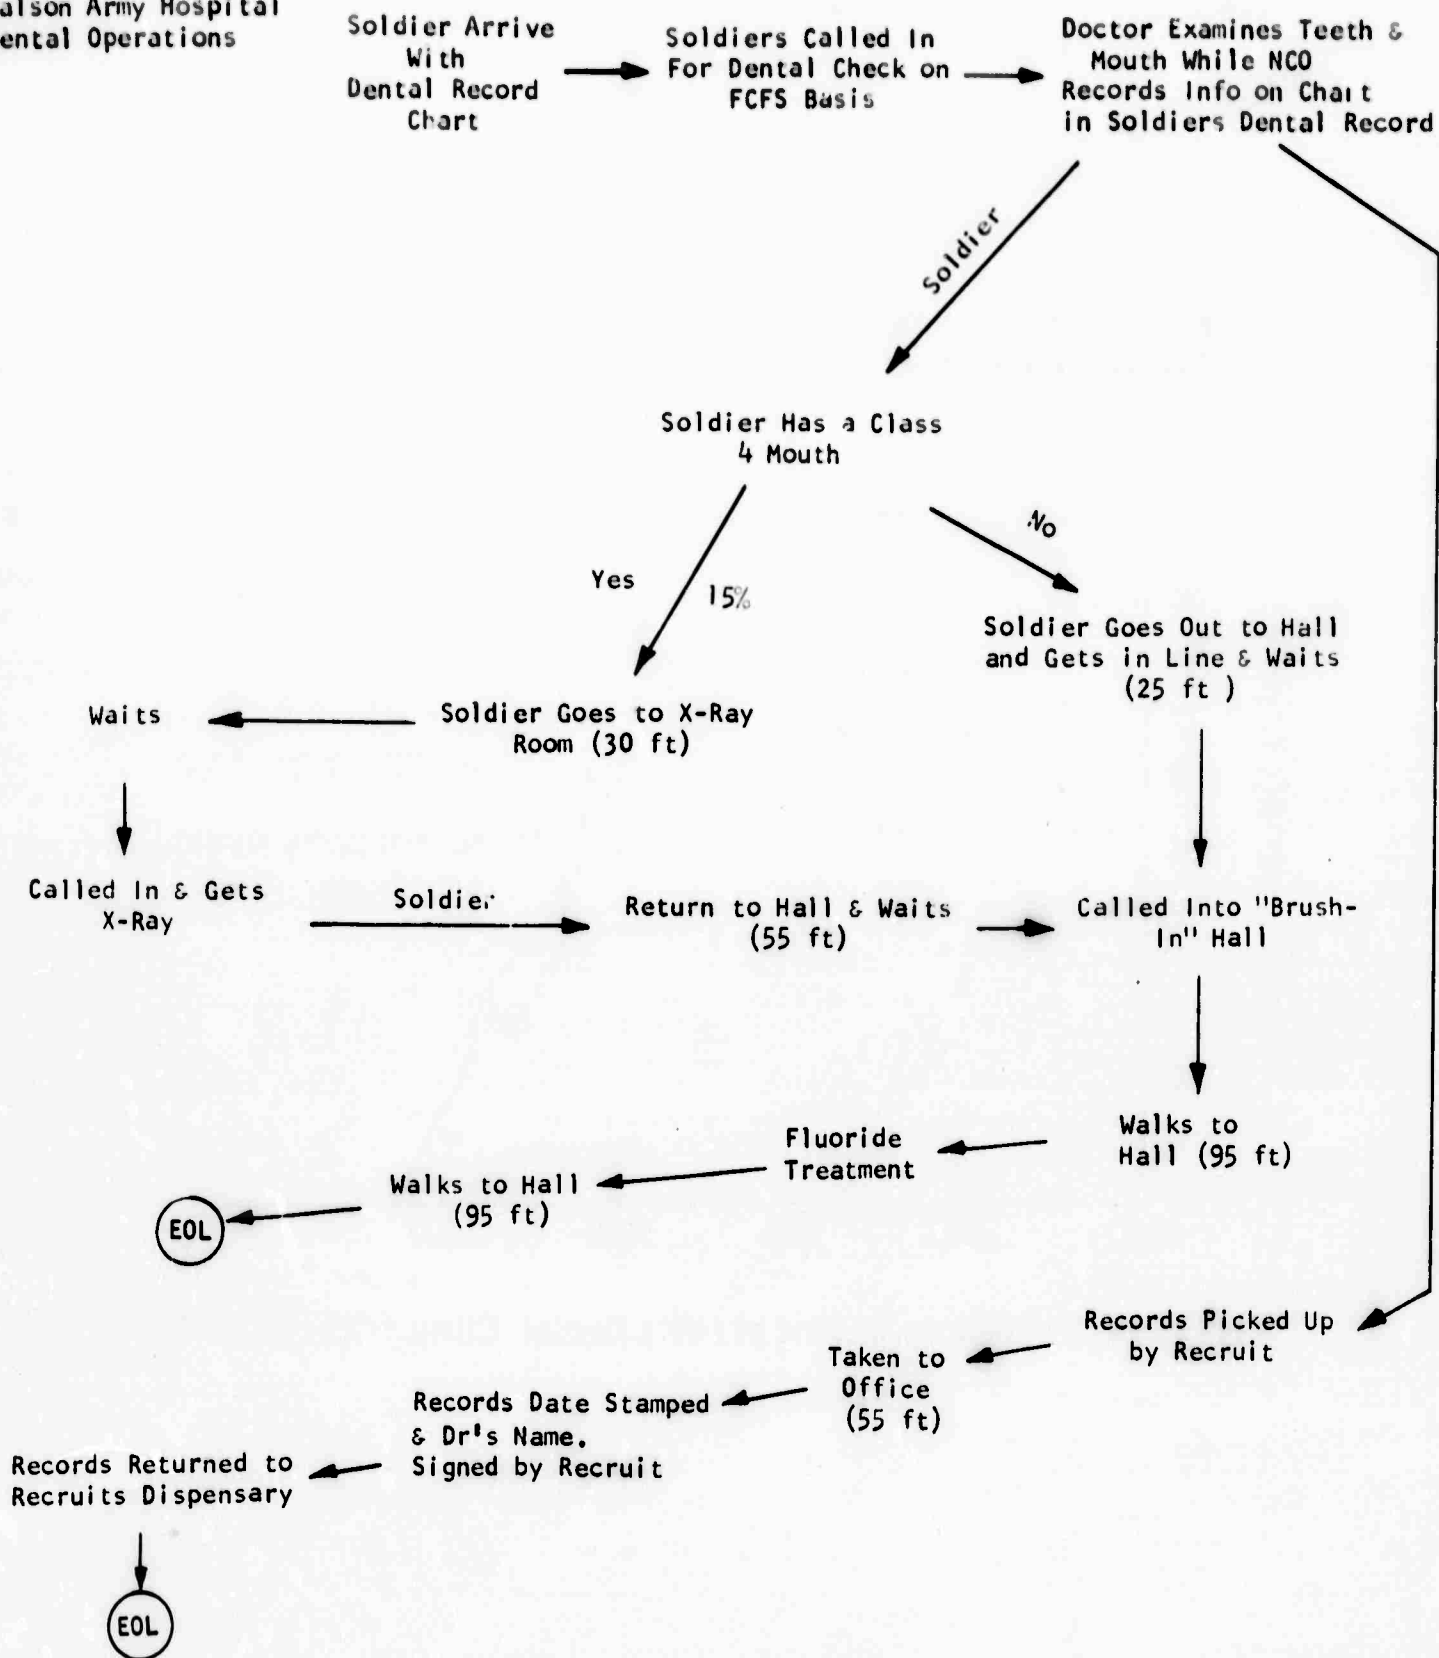 alson Army Hospital
ental Operations
Soldier Arrive
With
Dental Record
Chart
Soldiers Called In
For Dental Check on
FCFS Basis
Doctor Examines Teeth &
Mouth While NCO
Records Info on Chart
in Soldiers Dental Record
Soldier
Soldier Has a Class
4 Mouth
Yes
15%
No
Soldier Goes Out to Hall
and Gets in Line & Waits
(25 ft )
Soldier Goes to X-Ray
Room (30 ft)
Waits
Called In & Gets
X-Ray
Soldier
Return to Hall & Waits
(55 ft)
Called Into "Brush-
In" Hall
Walks to
Hall (95 ft)
Fluoride
Treatment
Walks to Hall
(95 ft)
EOL
Records Picked Up
by Recruit
Taken to
Office
(55 ft)
Records Date Stamped
& Dr's Name.
Signed by Recruit
Records Returned to
Recruits Dispensary
EOL